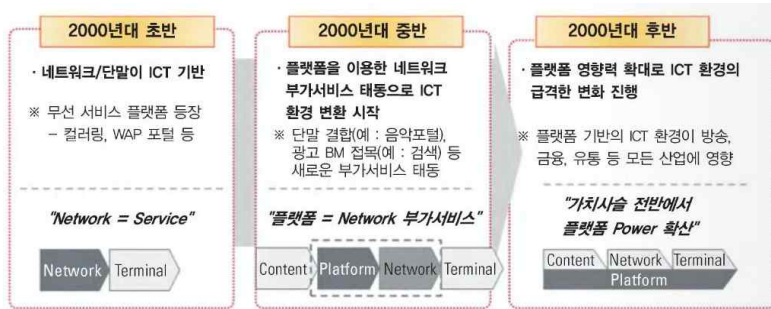 2000년대 초반
· 네트워크/단말이 ICT 기반
※ 무선 서비스 플랫폼 등장
– 컬러링, WAP 포털 등
"Network = Service"
Network
Terminal
2000년대 중반
· 플랫폼을 이용한 네트워크
부가서비스 태동으로 ICT
환경 변환 시작
※ 단말 결합(예 : 음악포털),
광고 BM 접목(예 : 검색) 등
새로운 부가서비스 태동
"플랫폼 = Network 부가서비스"
Content
Platform
Network
Terminal
2000년대 후반
· 플랫폼 영향력 확대로 ICT 환경의
급격한 변화 진행
※ 플랫폼 기반의 ICT 환경이 방송,
금융, 유통 등 모든 산업에 영향
"가치사슬 전반에서
플랫폼 Power 확산"
Content
Network
Terminal
Platform